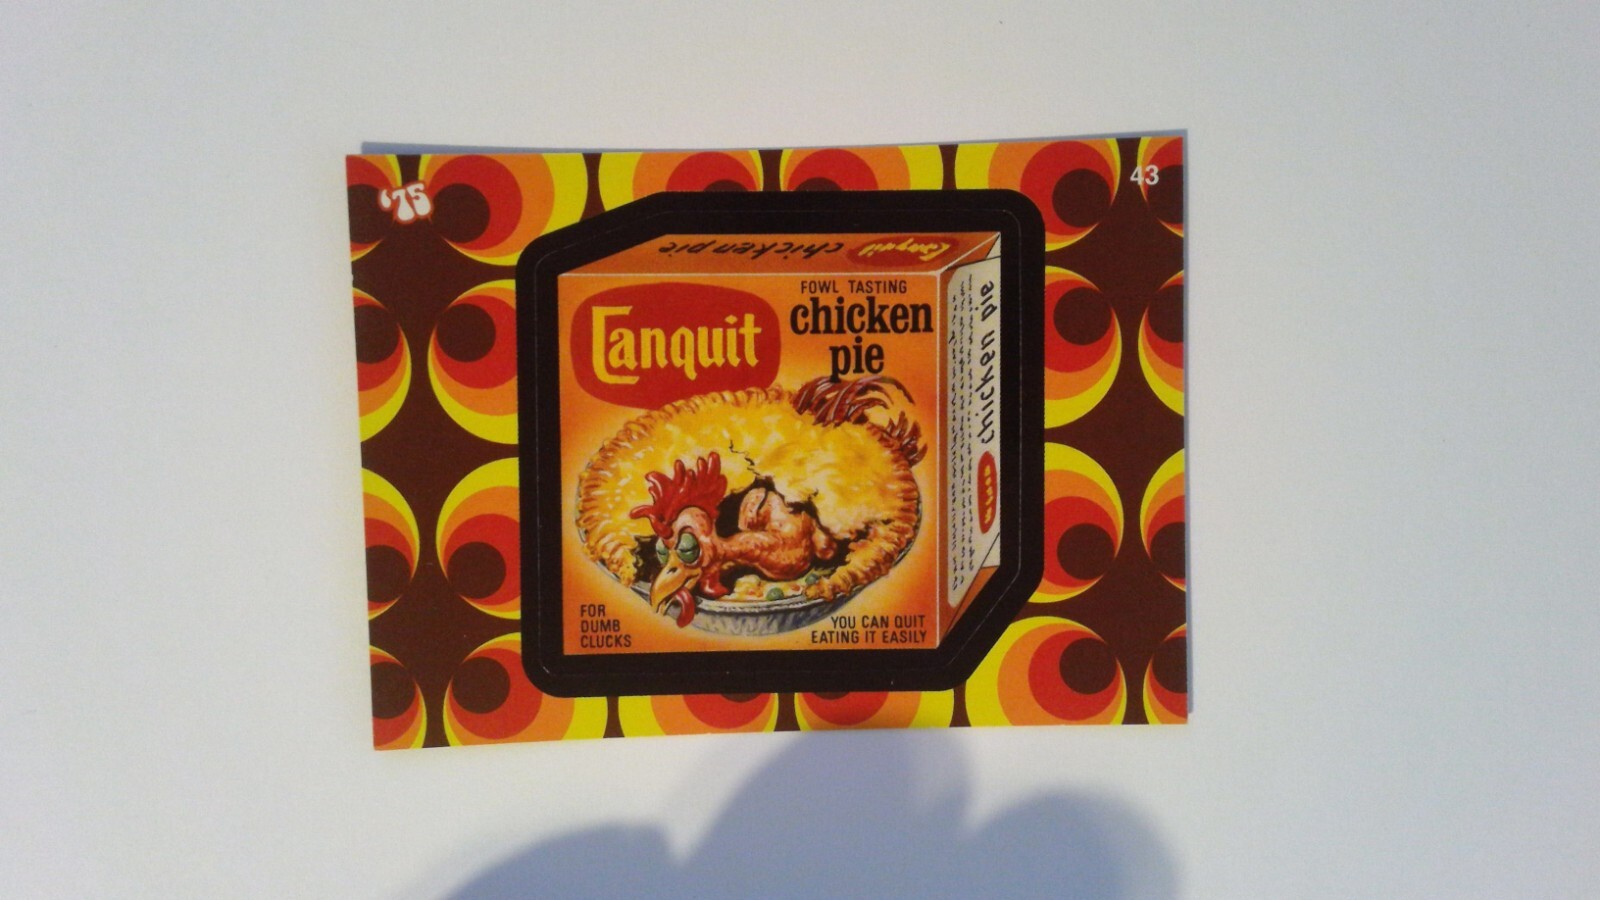 '75
43
chicken pie
Canquit
FOWL TASTING
chicken
pie
Canquit
chicken pie
FOR
DUMB
CLUCKS
YOU CAN QUIT
EATING IT EASILY